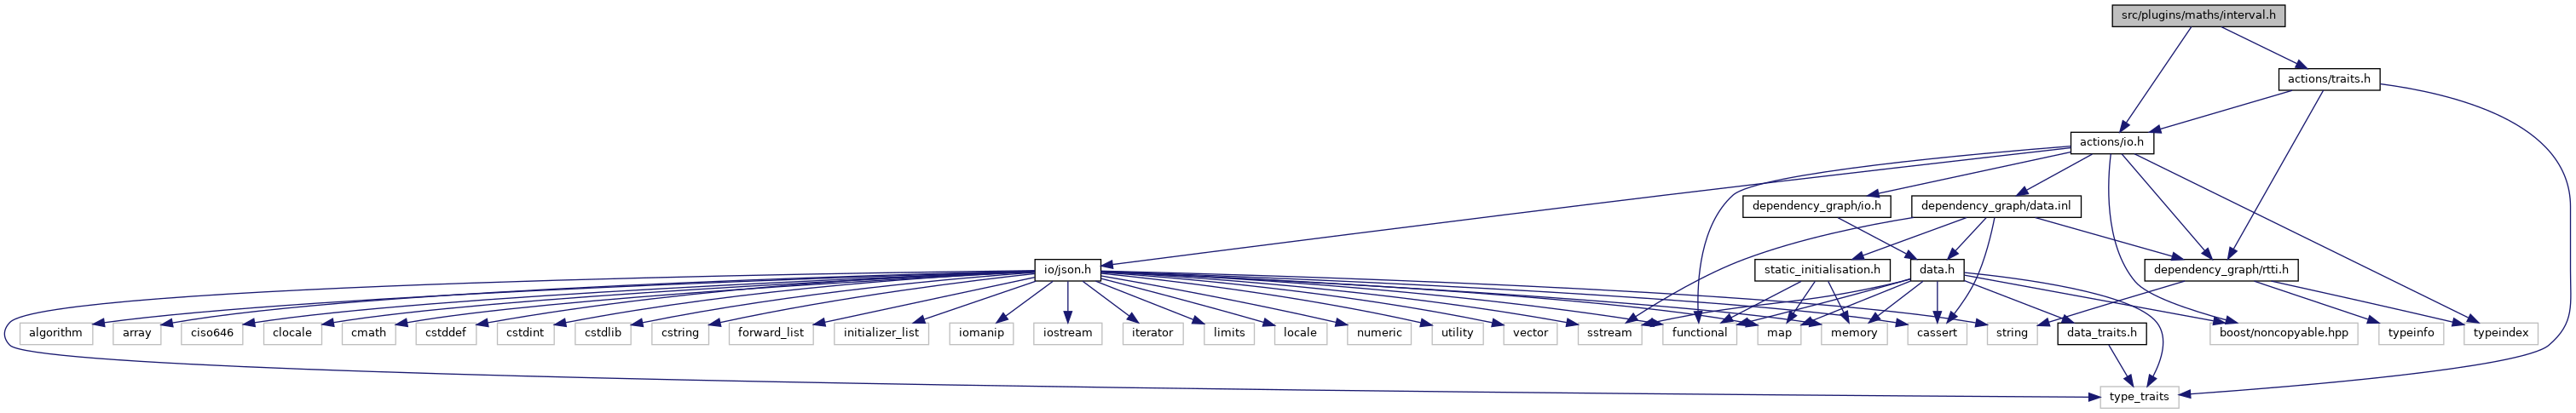 src/plugins/maths/interval.h
actions/traits.h
actions/io.h
dependency_graph/io.h
dependency_graph/data.inl
io/json.h
static_initialisation.h
data.h
dependency_graph/rtti.h
algorithm
array
ciso646
clocale
cmath
cstddef
cstdint
cstdlib
cstring
forward_list
initializer_list
iomanip
iostream
iterator
limits
locale
numeric
utility
vector
sstream
functional
map
memory
cassert
string
data_traits.h
boost/noncopyable.hpp
typeinfo
typeindex
type_traits